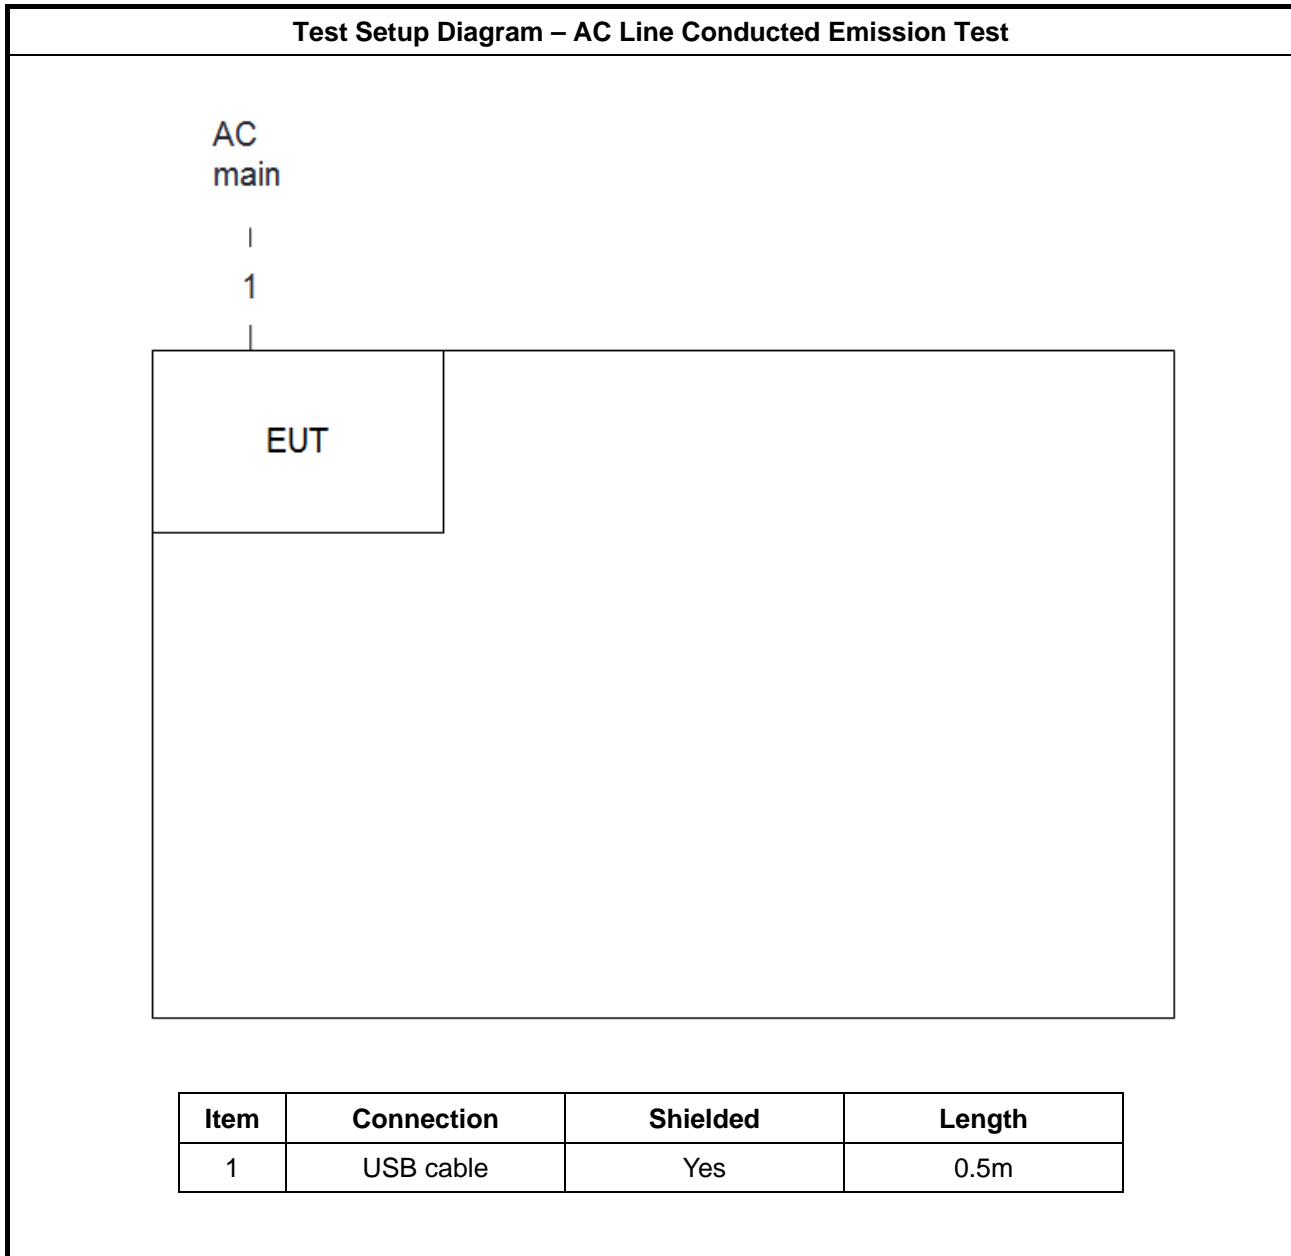 Test Setup Diagram – AC Line Conducted Emission Test
AC
main
1
EUT
Item Connection Shielded Length
1 USB cable Yes 0.5m